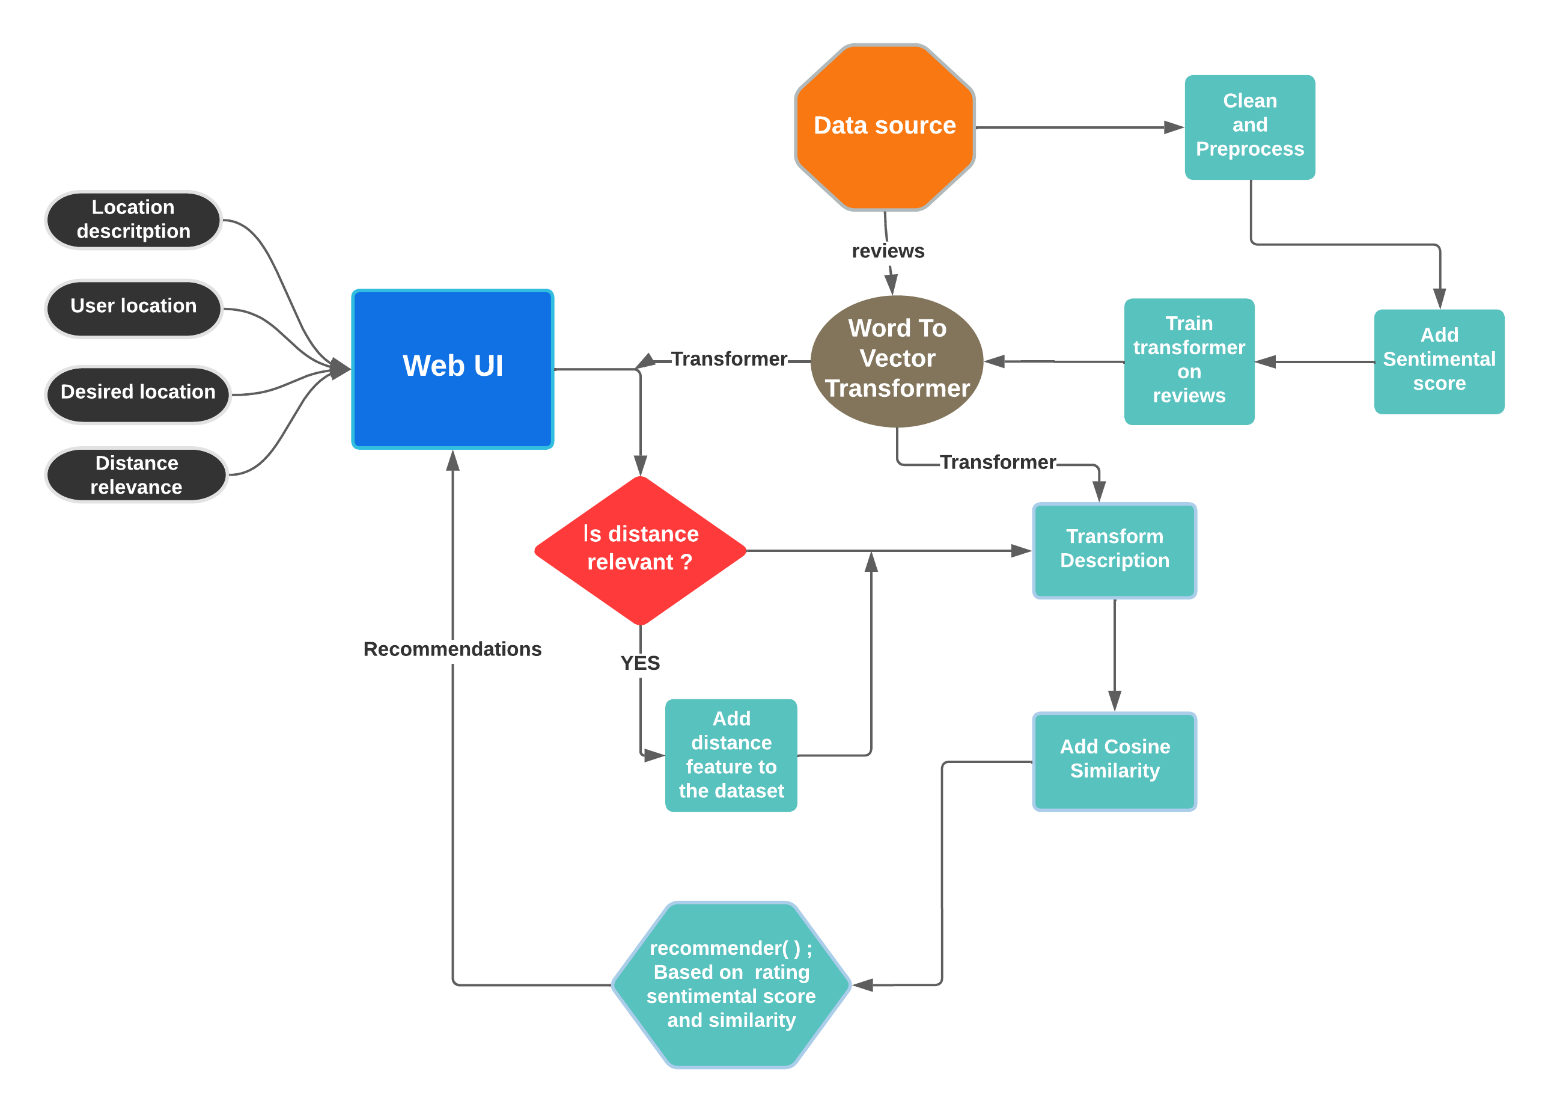 Data source
Clean
and
Preprocess
Location
descritption
reviews
User location
Web UI
Transformer
Word To
Vector
Transformer
Train
transformer
on
reviews
Add
Sentimental
score
Desired location
Distance
relevance
Transformer
Is distance
relevant ?
Transform
Description
Recommendations
YES
Add
distance
feature to
the dataset
Add Cosine
Similarity
recommender( ) ;
Based on  rating
sentimental score
and similarity